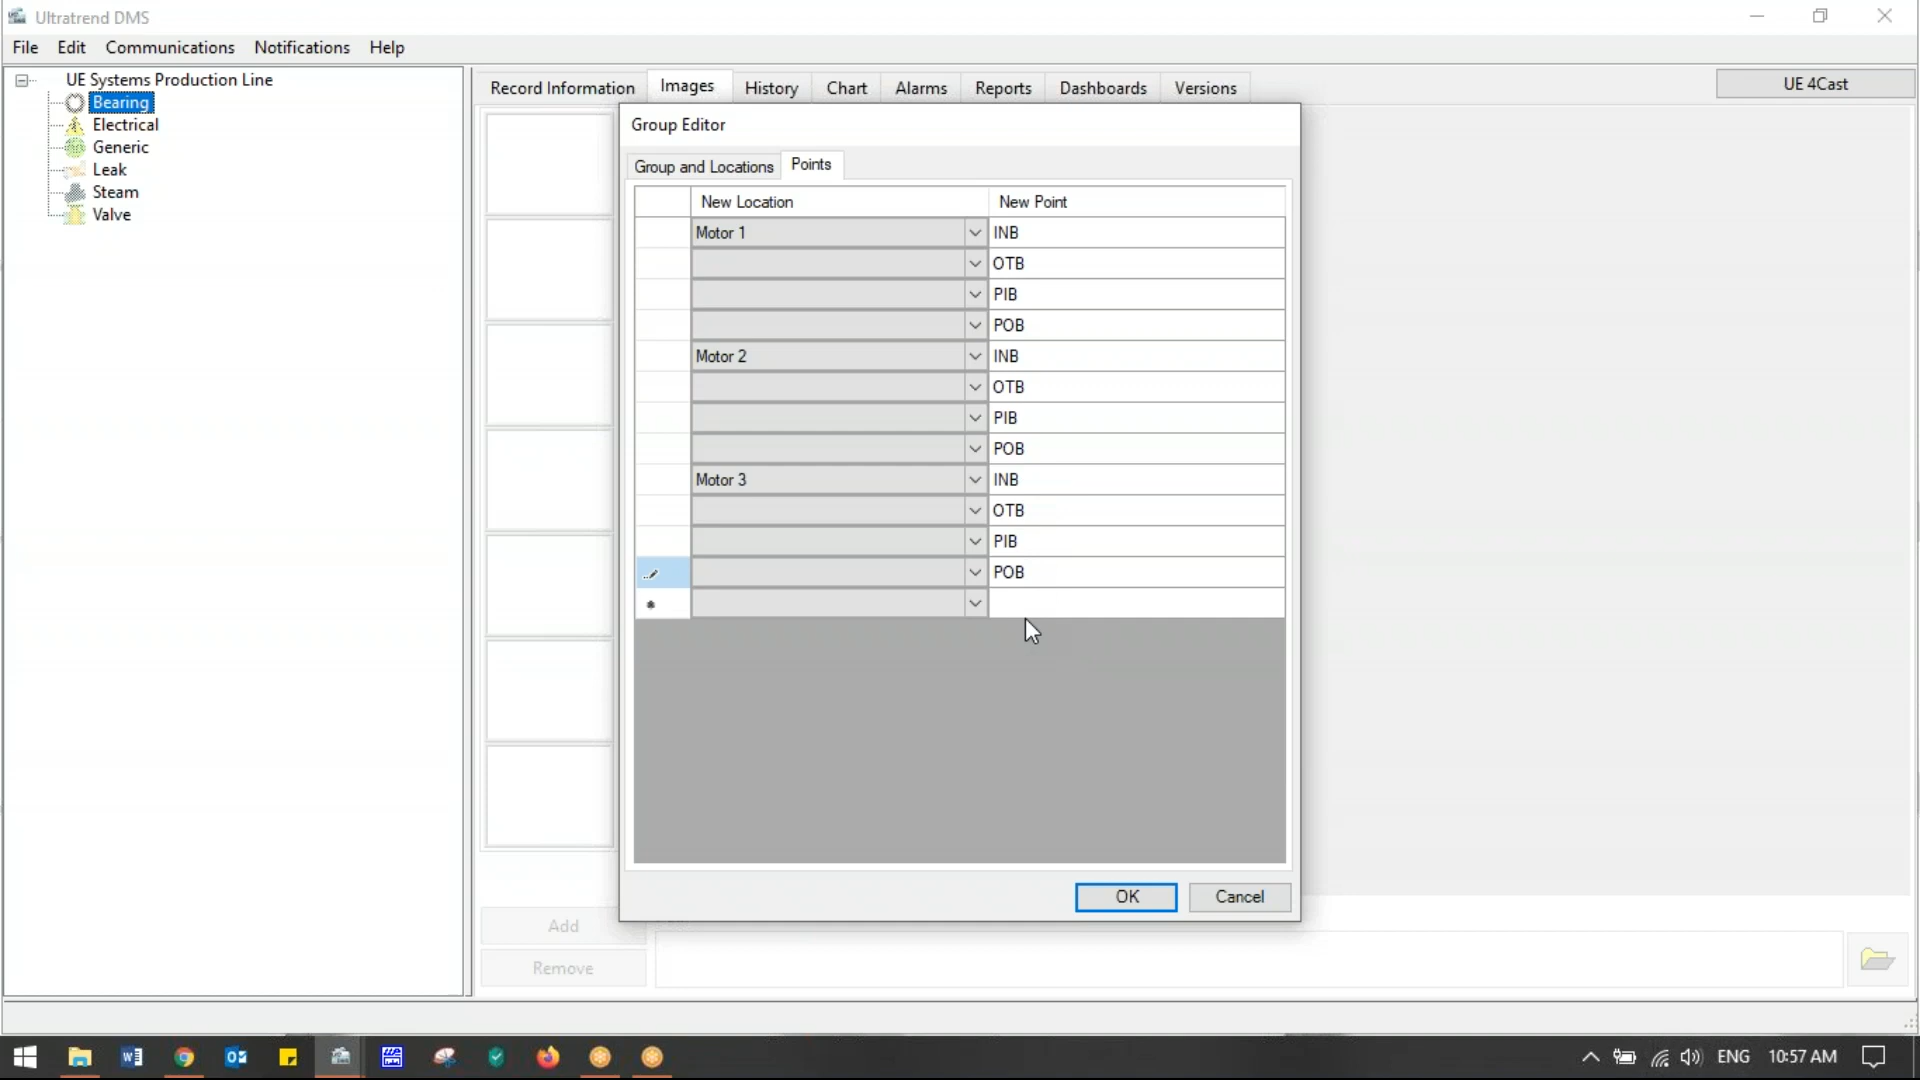 Ultratrend DMS
File Edit Communications Notifications Help
UE Systems Production Line
Bearing
Electrical
Generic
Leak
Steam
Valve
Record Information Images History Chart Alarms Reports Dashboards Versions
UE 4Cast
Group Editor
Group and Locations Points
New Location New Point
Motor 1 INB
OTB
PIB
POB
Motor 2 INB
OTB
PIB
POB
Motor 3 INB
OTB
PIB
POB
OK Cancel
Add
Remove
ENG 10:57 AM